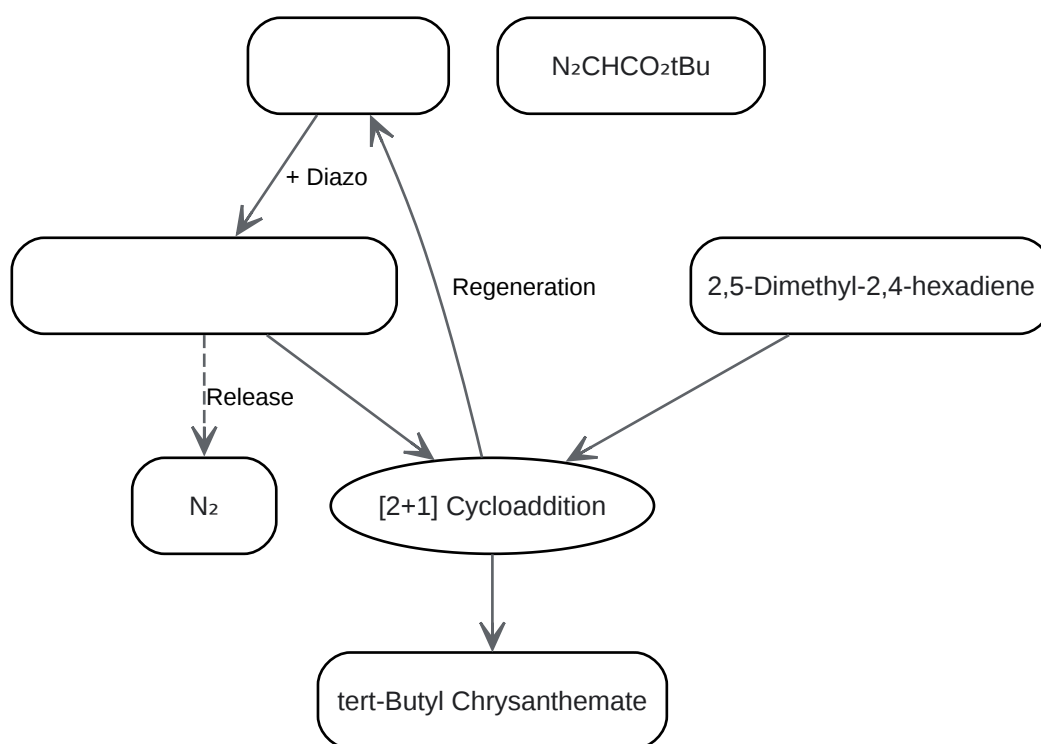 N₂CHCO₂tBu
+ Diazo
Regeneration
2,5-Dimethyl-2,4-hexadiene
Release
N₂
[2+1] Cycloaddition
tert-Butyl Chrysanthemate